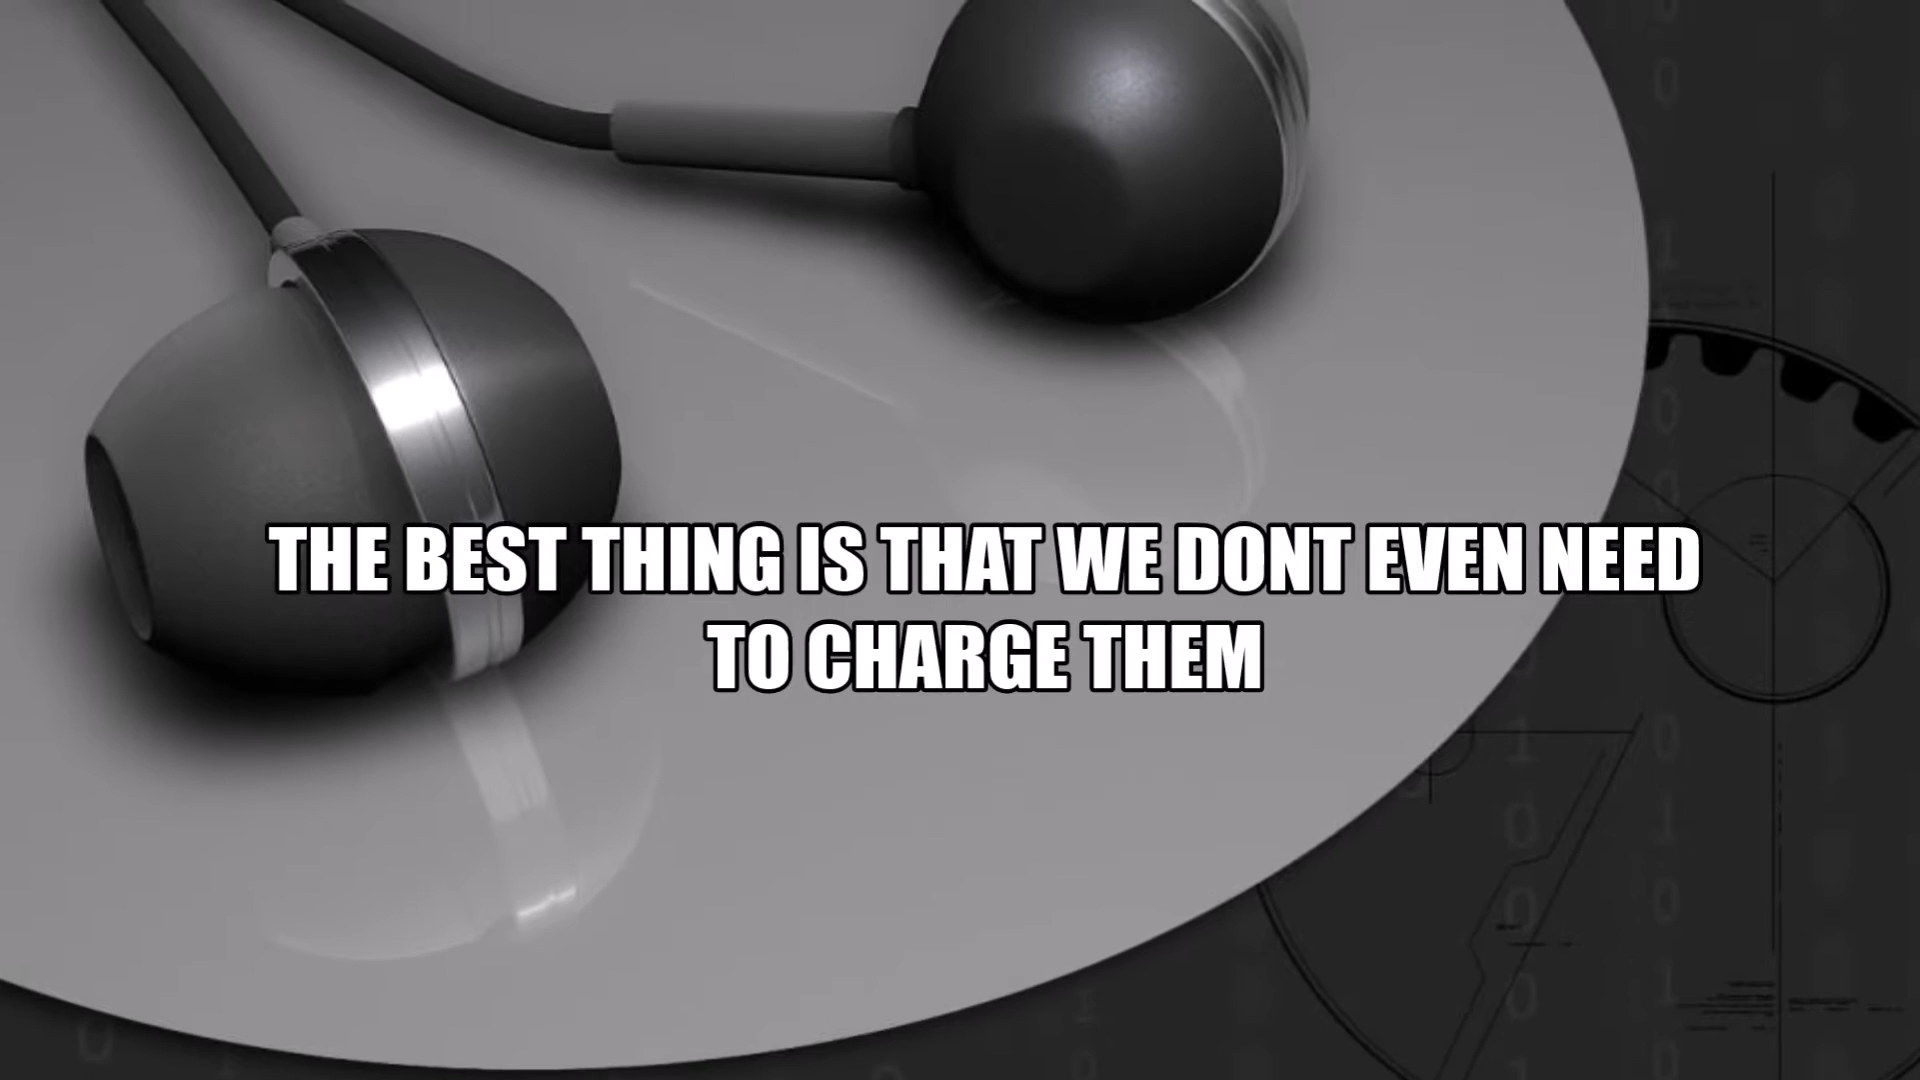 THE BEST THING IS THAT WE DONT EVEN NEED
TO CHARGE THEM